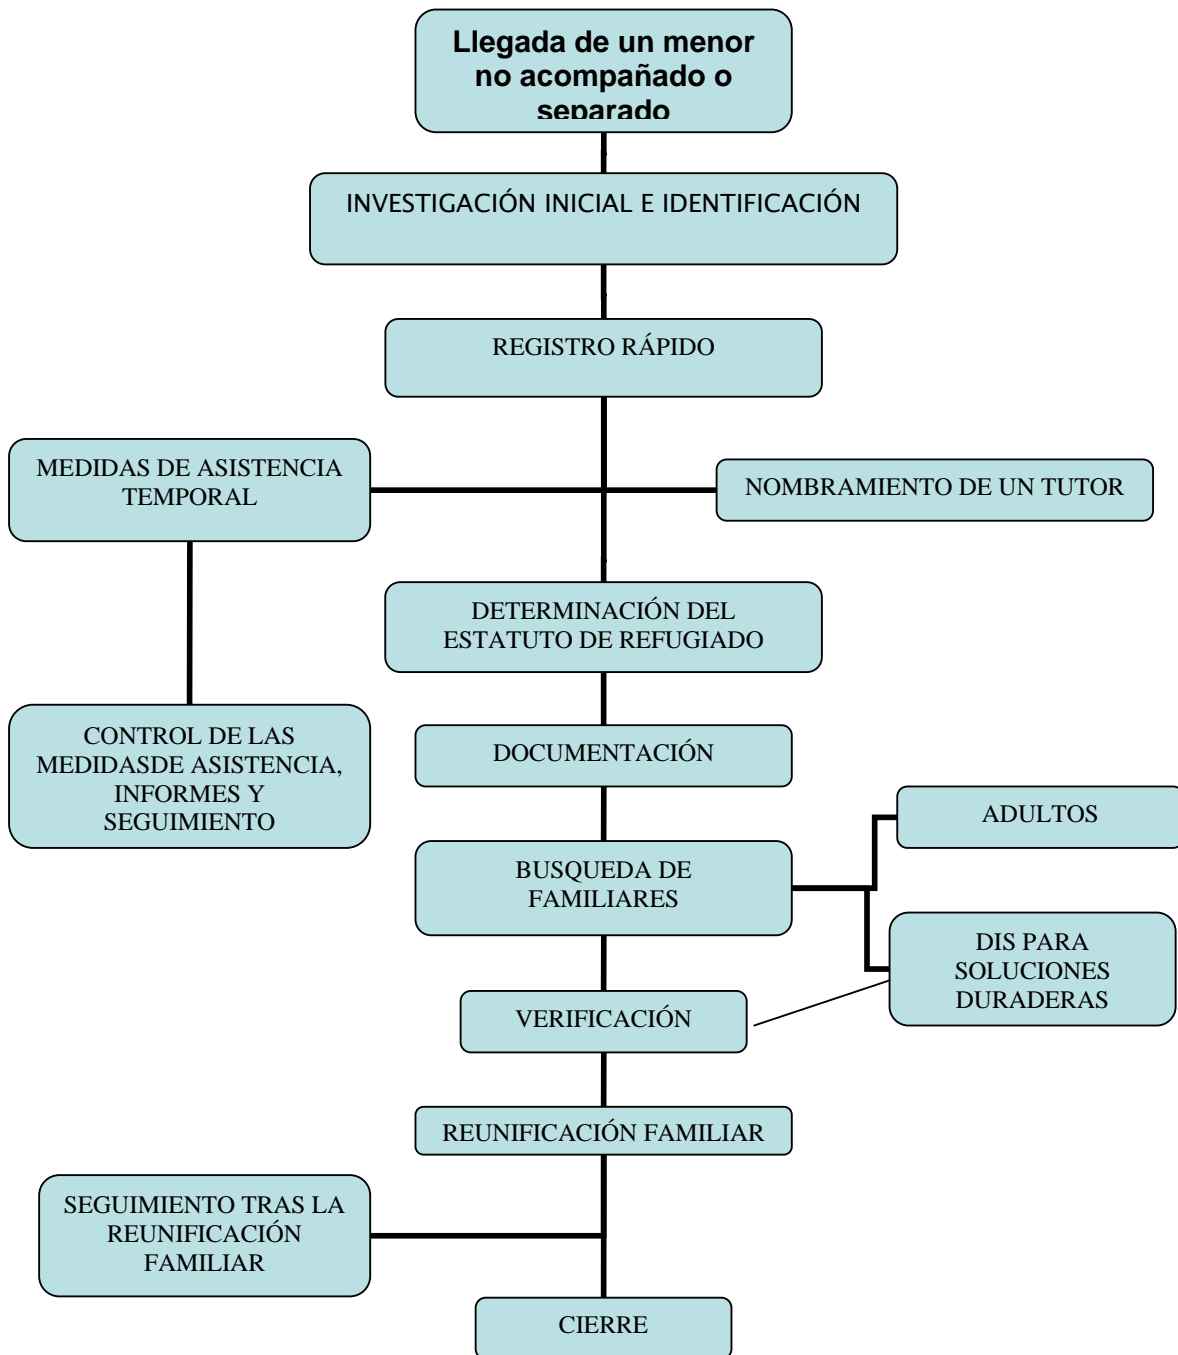 Llegada de un menor
no acompañado o
separado
INVESTIGACIÓN INICIAL E IDENTIFICACIÓN
REGISTRO RÁPIDO
MEDIDAS DE ASISTENCIA
TEMPORAL
NOMBRAMIENTO DE UN TUTOR
DETERMINACIÓN DEL
ESTATUTO DE REFUGIADO
CONTROL DE LAS
MEDIDASDE ASISTENCIA,
INFORMES Y
SEGUIMIENTO
DOCUMENTACIÓN
ADULTOS
BUSQUEDA DE
FAMILIARES
DIS PARA
SOLUCIONES
DURADERAS
VERIFICACIÓN
REUNIFICACIÓN FAMILIAR
SEGUIMIENTO TRAS LA
REUNIFICACIÓN
FAMILIAR
CIERRE